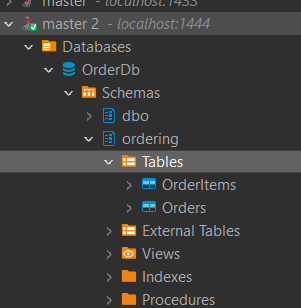 master - localhost:1433
master 2 - localhost:1444
Databases
OrderDb
Schemas
dbo
ordering
Tables
OrderItems
Orders
External Tables
Views
Indexes
Procedures